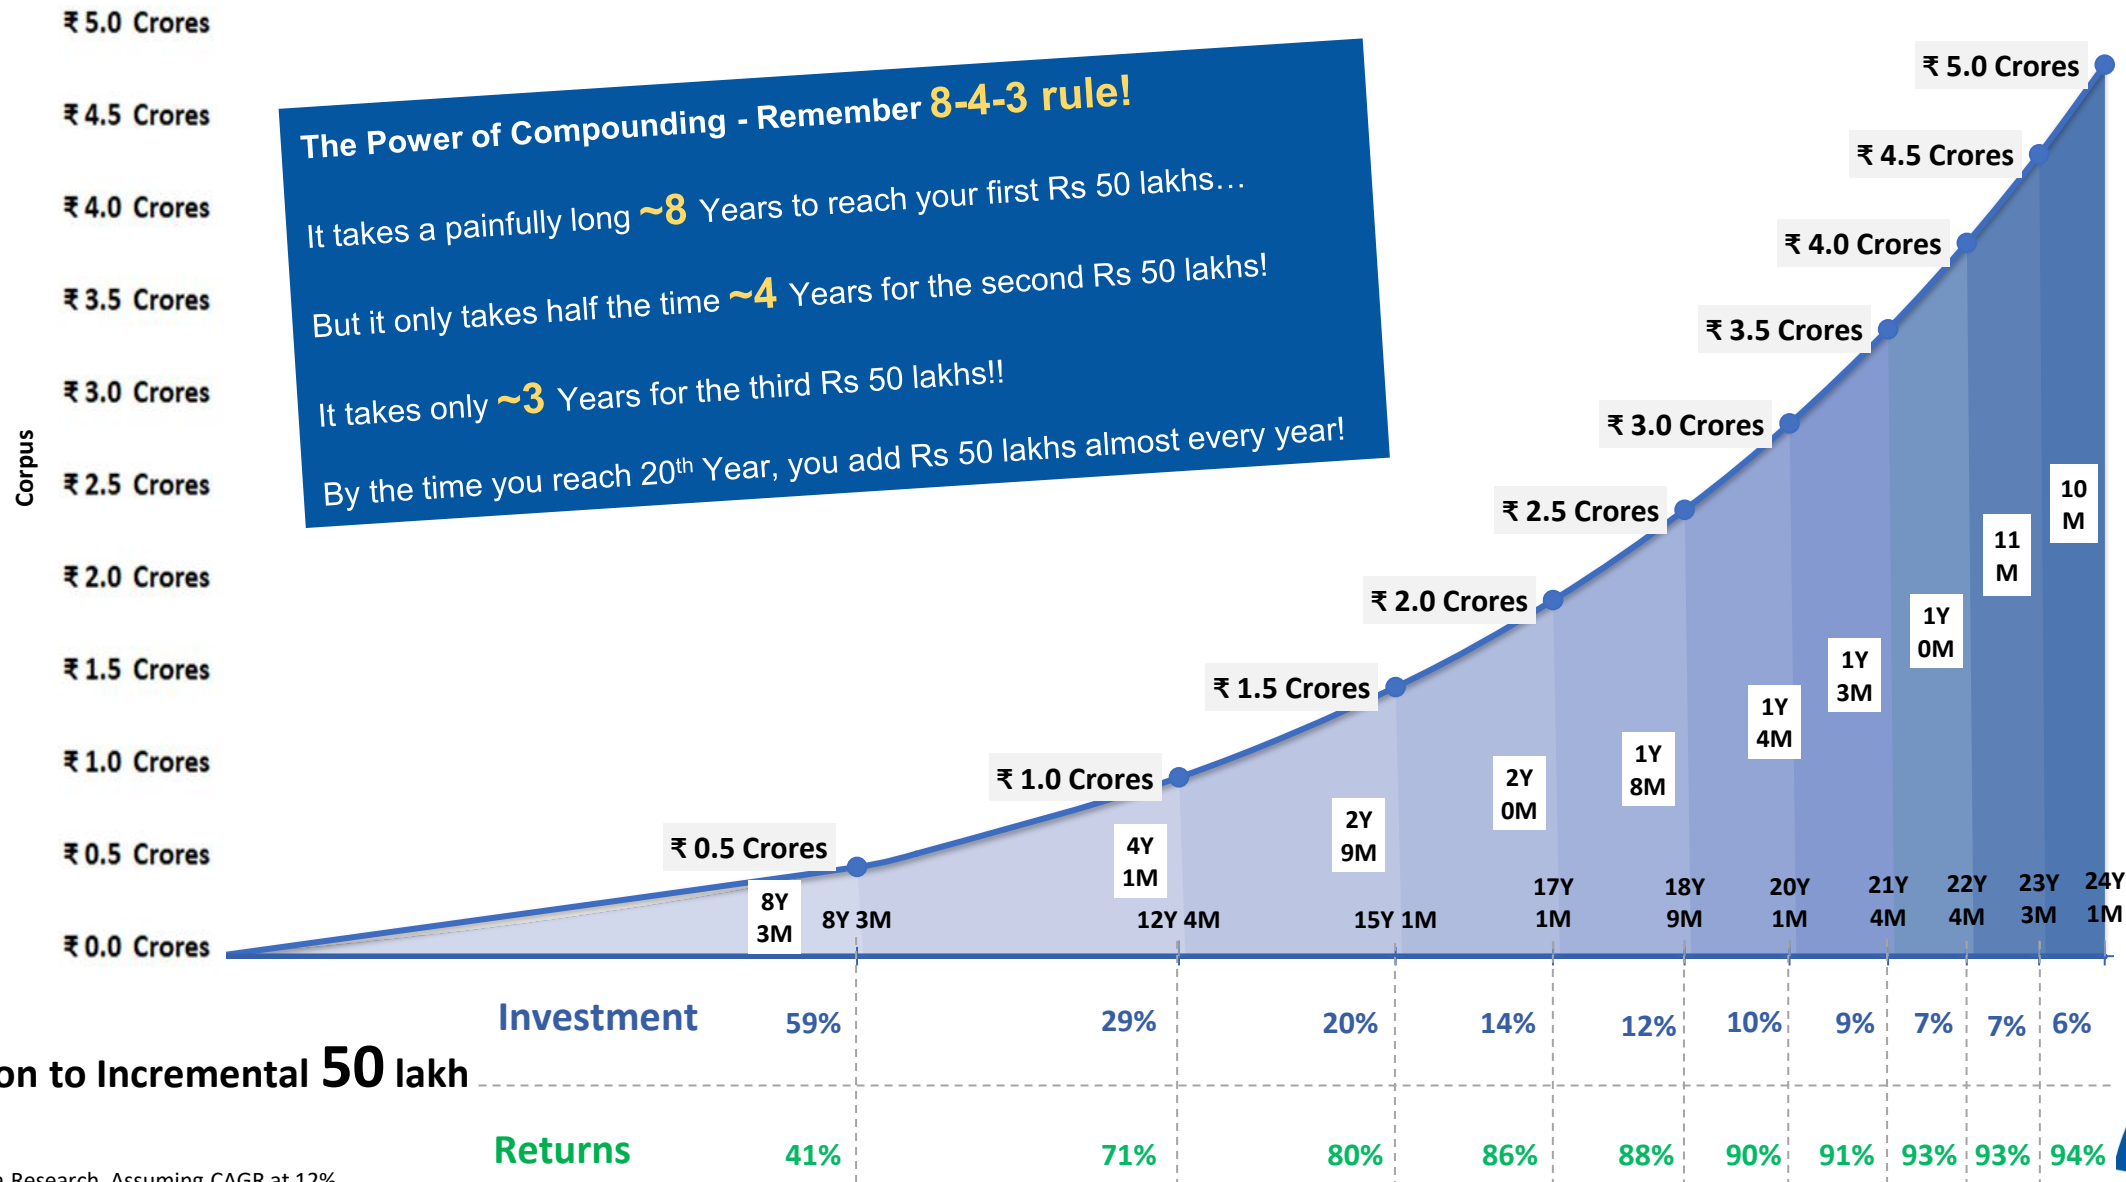 ₹ 5.0 Crores
₹ 4.5 Crores
₹ 4.0 Crores
₹ 3.5 Crores
₹ 3.0 Crores
₹ 2.5 Crores
₹ 2.0 Crores
₹ 1.5 Crores
₹ 1.0 Crores
₹ 0.5 Crores
₹ 0.0 Crores
Corpus
The Power of Compounding - Remember 8-4-3 rule!
It takes a painfully long ~8 Years to reach your first Rs 50 lakhs…
But it only takes half the time ~4 Years for the second Rs 50 lakhs!
It takes only ~3 Years for the third Rs 50 lakhs!!
By the time you reach 20th Year, you add Rs 50 lakhs almost every year!
₹ 0.5 Crores
₹ 1.0 Crores
₹ 1.5 Crores
₹ 2.0 Crores
₹ 2.5 Crores
₹ 3.0 Crores
₹ 3.5 Crores
₹ 4.0 Crores
₹ 4.5 Crores
₹ 5.0 Crores
8Y
3M
4Y
1M
2Y
9M
2Y
0M
1Y
8M
1Y
4M
1Y
3M
1Y
0M
11
M
10
M
8Y 3M
12Y 4M
15Y 1M
17Y
1M
18Y
9M
20Y
1M
21Y
4M
22Y
4M
23Y
3M
24Y
1M
Investment 59% 29% 20% 14% 12% 10% 9% 7% 7% 6%
on to Incremental 50 lakh
Returns 41% 71% 80% 86% 88% 90% 91% 93% 93% 94%
Research. Assuming CAGR at 12%